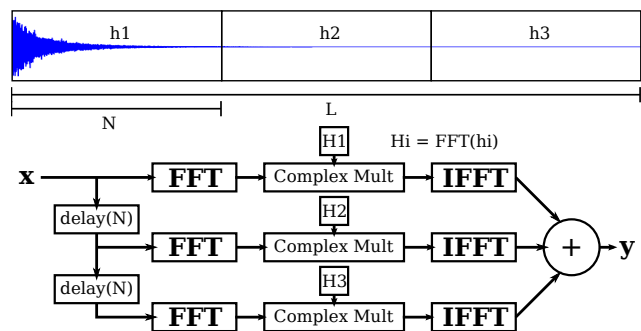 h1 h2 h3
L
N
H1 Hi = FFT(hi)
x FFT Complex Mult IFFT
delay(N)
H2
FFT Complex Mult IFFT + y
delay(N)
H3
FFT Complex Mult IFFT